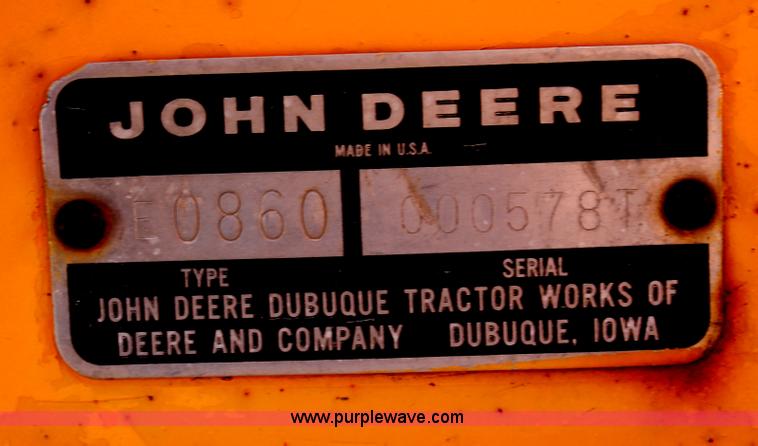 JOHN DEERE
MADE IN U.S.A.
E0860 000578T
TYPE SERIAL
JOHN DEERE DUBUQUE TRACTOR WORKS OF
DEERE AND COMPANY DUBUQUE, IOWA
www.purplewave.com